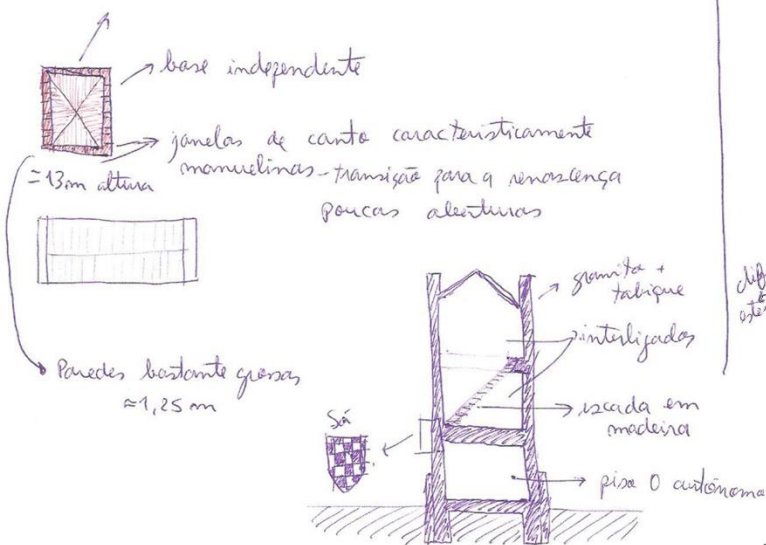 base independente
janelas de canto caracteristicamente
manuelinas - transição para a renascença
poucas aberturas
≈13m altura
Paredes bastante grossas
≈1,25 m
granito +
tabique
interligados
escada em
madeira
Sá
piso 0 autónomo